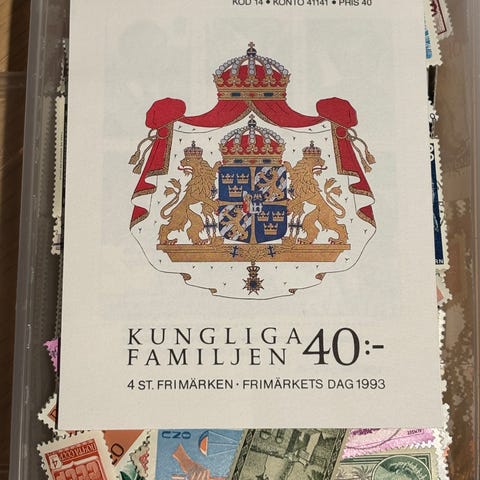 KOD 14 • KONTO 41141 • PRIS 40
KUNGLIGA
FAMILJEN 40:-
4 ST. FRIMÄRKEN · FRIMÄRKETS DAG 1993